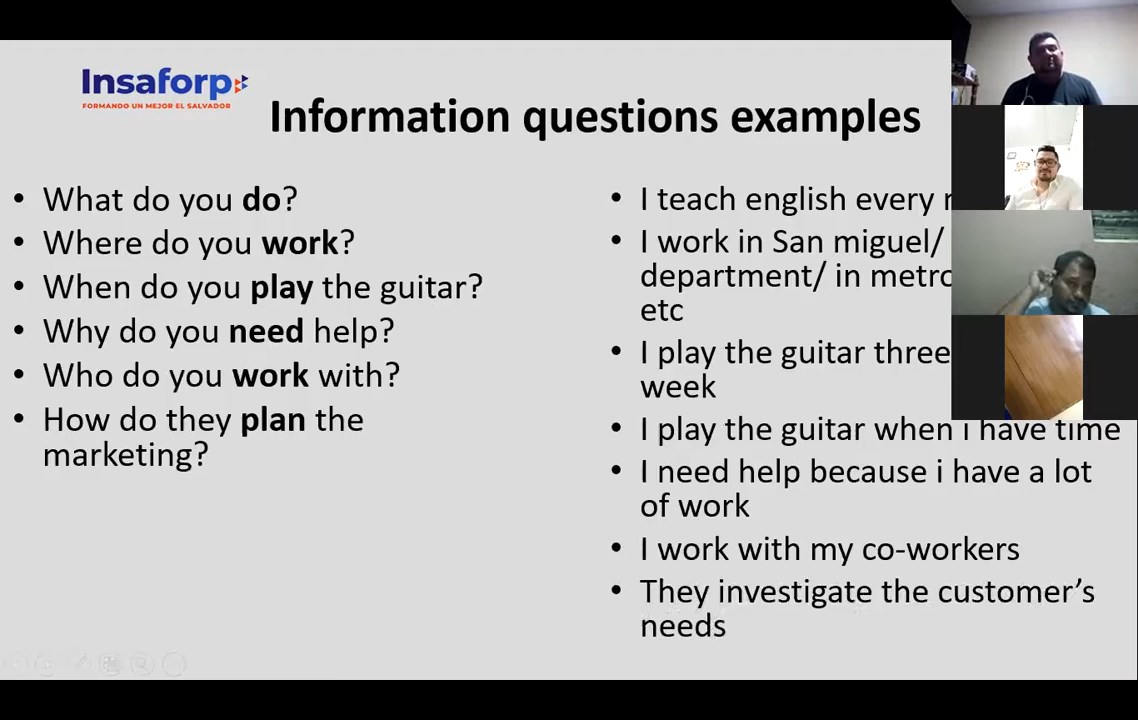 Insaforp
FORMANDO UN MEJOR EL SALVADOR
Information questions examples
What do you do?
Where do you work?
When do you play the guitar?
Why do you need help?
Who do you work with?
How do they plan the
marketing?
I teach english every
I work in San miguel/
department/ in
etc
I play the guitar three
week
I play the guitar when i have time
I need help because i have a lot
of work
I work with my co-workers
They investigate the customer’s
needs